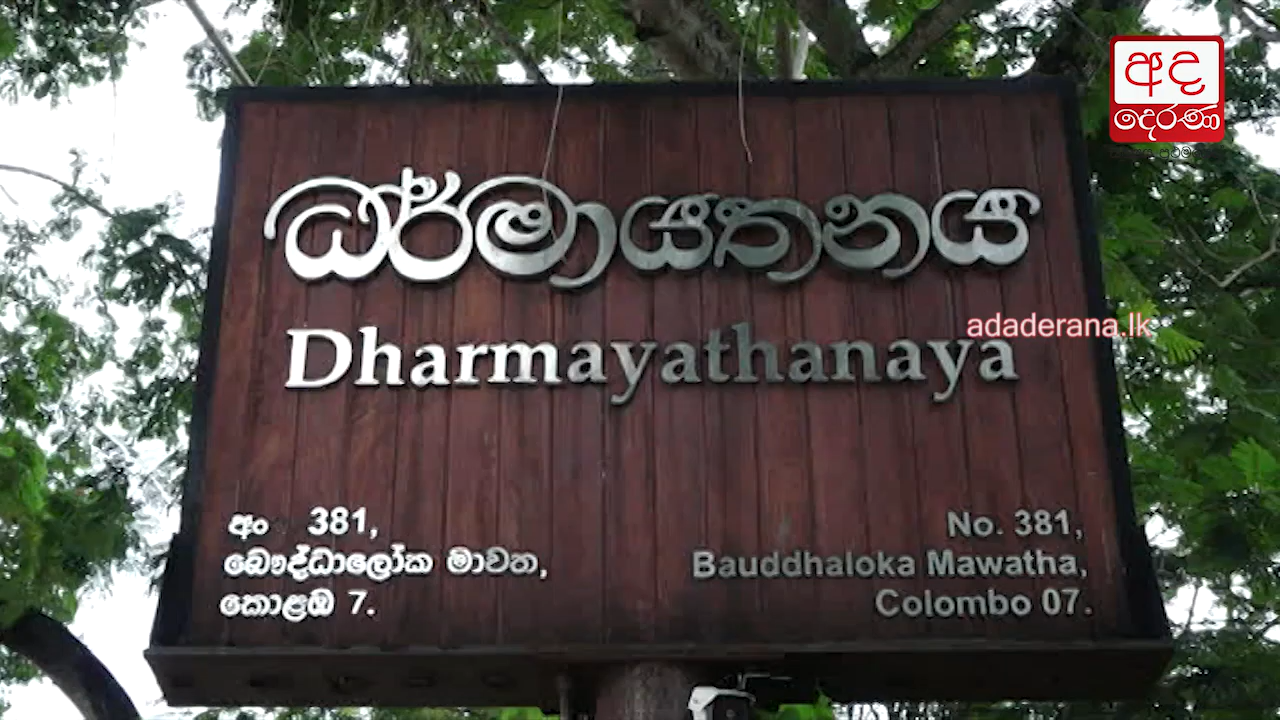 අද
දෙරණ
ධර්මායතනය
adaderana.lk
Dharmayathanaya
අං 381,
බෞද්ධාලෝක මාවත,
කොළඹ 7.
No. 381,
Bauddhaloka Mawatha,
Colombo 07.